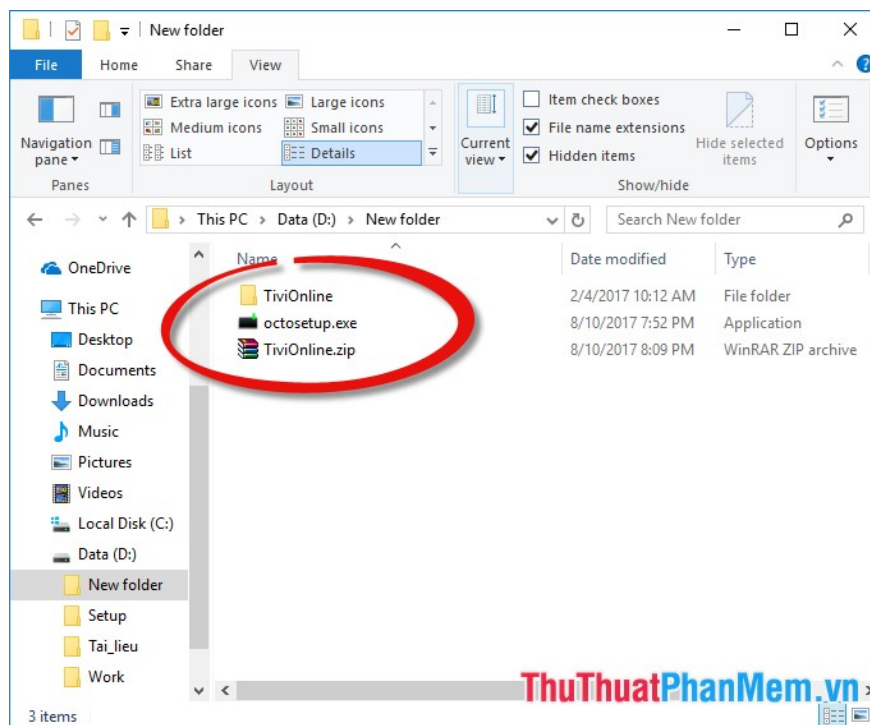 New folder
File Home Share View
Extra large icons Large icons
Medium icons Small icons
List Details
Navigation pane
Current view
Item check boxes
File name extensions
Hidden items
Hide selected items
Options
Panes Layout Show/hide
This PC > Data (D:) > New folder
Search New folder
Name Date modified Type
TiviOnline 2/4/2017 10:12 AM File folder
octosetup.exe 8/10/2017 7:52 PM Application
TiviOnline.zip 8/10/2017 8:09 PM WinRAR ZIP archive
OneDrive
This PC
Desktop
Documents
Downloads
Music
Pictures
Videos
Local Disk (C:)
Data (D:)
New folder
Setup
Tai_lieu
Work
ThuThuatPhanMem.vn
3 items